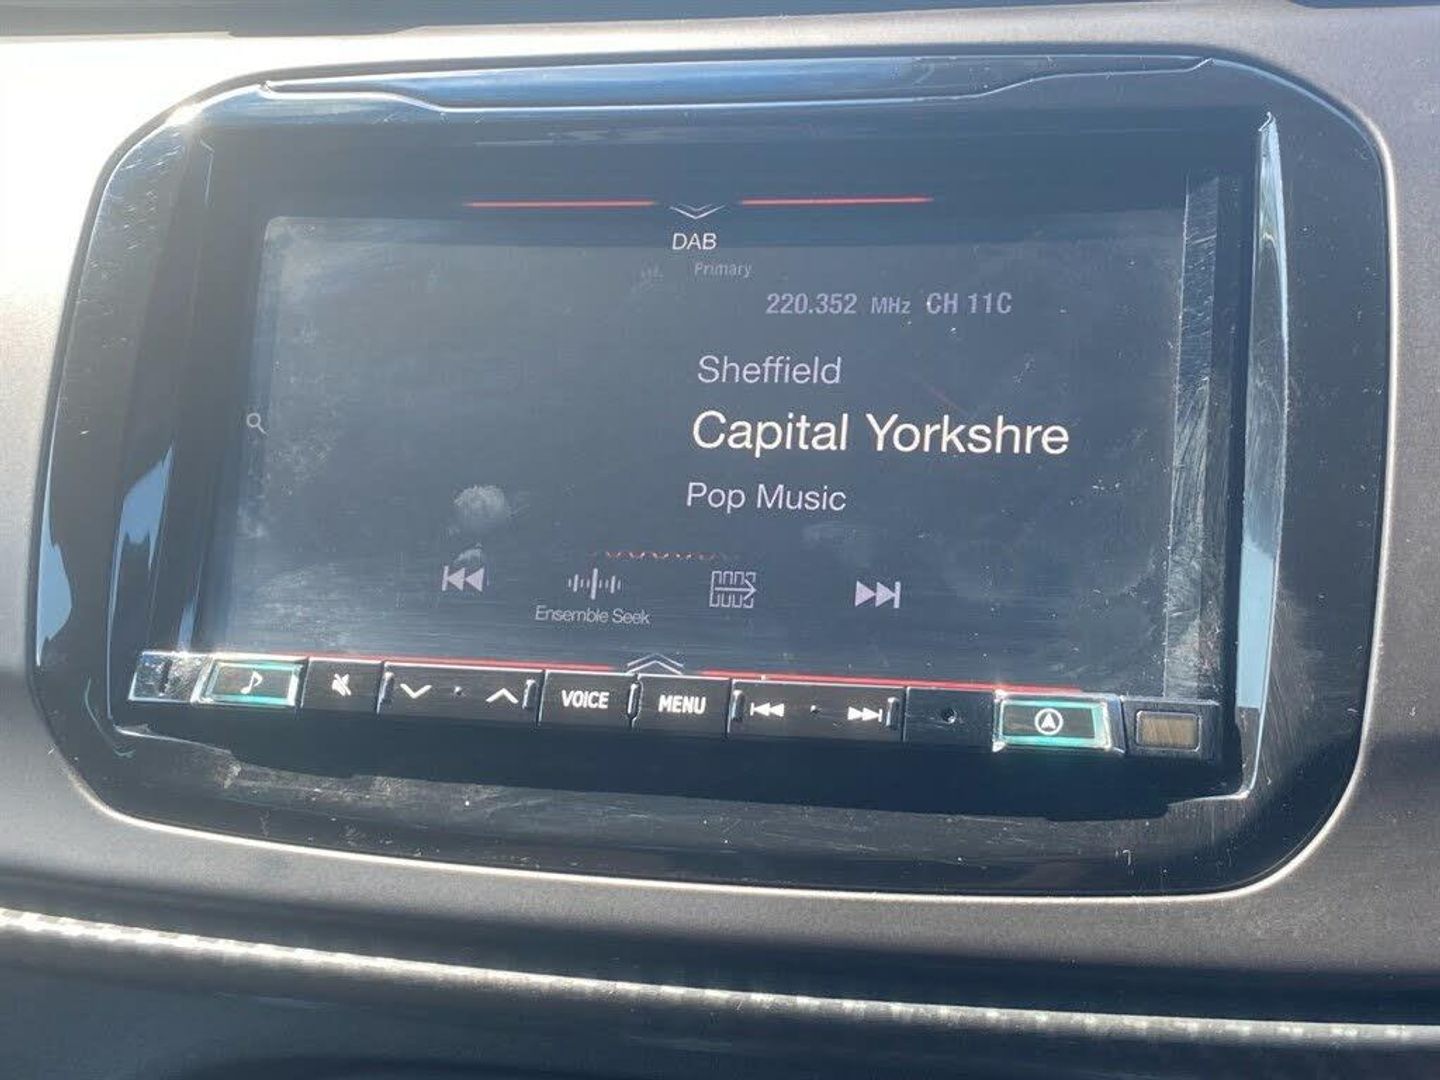 DAB
Primary
220.352 MHz CH 11C
Sheffield
Capital Yorkshre
Pop Music
Ensemble Seek
VOICE
MENU